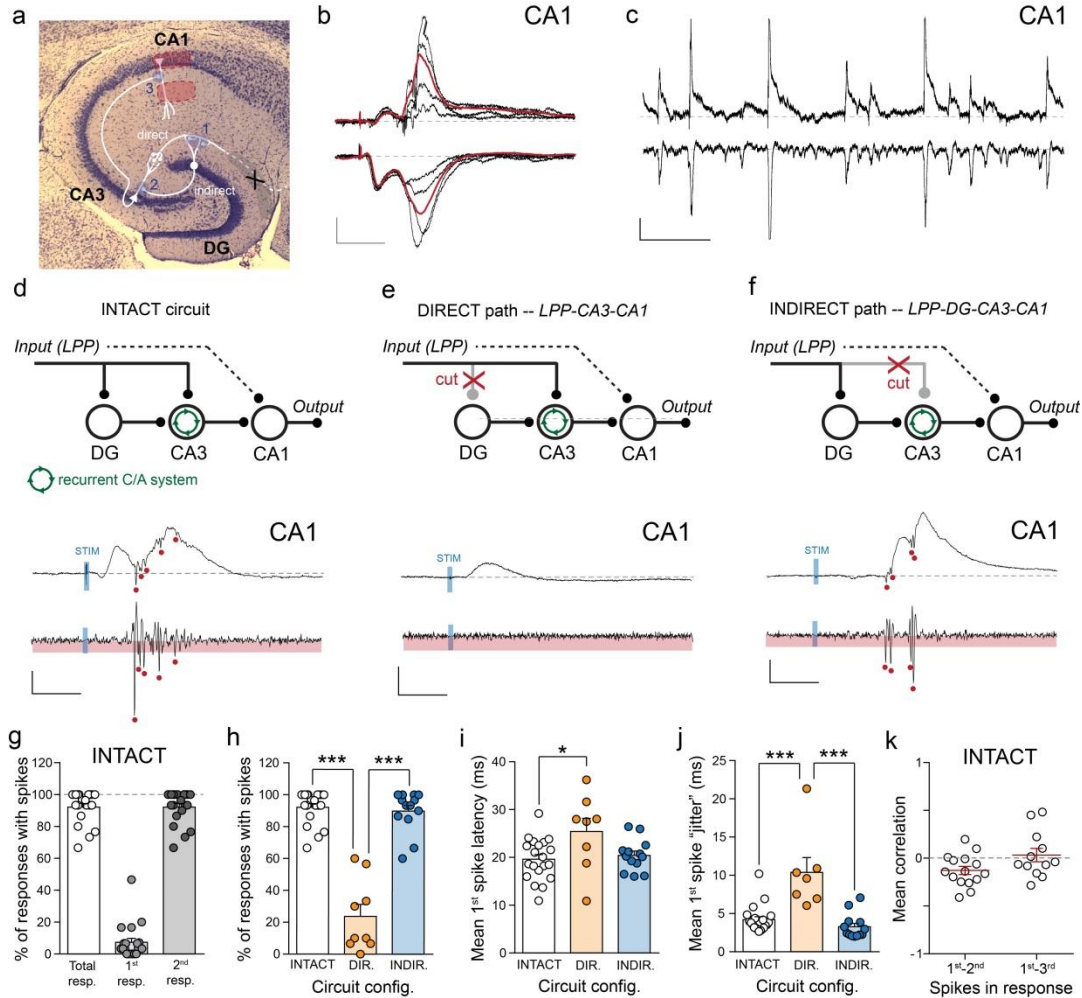 a
CA1
3
direct
1
2
indirect
CA3
DG
b
CA1
c
CA1
d
INTACT circuit
Input (LPP)
Output
DG
CA3
CA1
recurrent C/A system
e
DIRECT path -- LPP-CA3-CA1
Input (LPP)
cut
Output
DG
CA3
CA1
f
INDIRECT path -- LPP-DG-CA3-CA1
Input (LPP)
cut
Output
DG
CA3
CA1
CA1
STIM
CA1
STIM
CA1
STIM
g
INTACT
% of responses with spikes
120
100
80
60
40
20
0
Total resp.
1st resp.
2nd resp.
h
% of responses with spikes
120
100
80
60
40
20
0
***
***
INTACT
DIR.
INDIR.
Circuit config.
i
Mean 1st spike latency (ms)
40
30
20
10
0
*
INTACT
DIR.
INDIR.
Circuit config.
j
Mean 1st spike "jitter" (ms)
25
20
15
10
5
0
***
***
INTACT
DIR.
INDIR.
Circuit config.
k
INTACT
Mean correlation
1
0
-1
1st-2nd
1st-3rd
Spikes in response